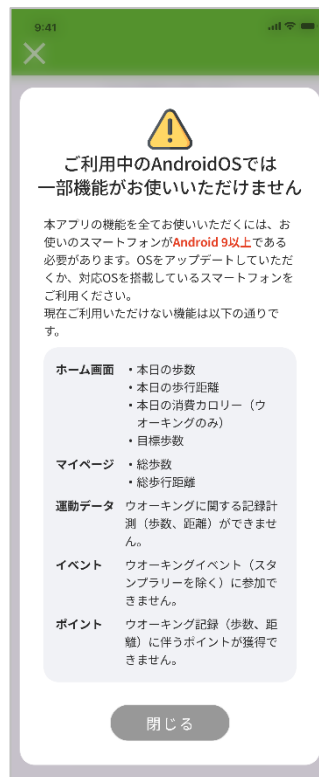 9:41
ご利用中のAndroidOSでは
一部機能がお使いいただけません
本アプリの機能を全てお使いいただくには、お
使いのスマートフォンがAndroid 9以上である
必要があります。OSをアップデートしていただ
くか、対応OSを搭載しているスマートフォンを
ご利用ください。
現在ご利用いただけない機能は以下の通りで
す。
ホーム画面 ・本日の歩数
・本日の歩行距離
・本日の消費カロリー（ウ
オーキングのみ）
・目標歩数
マイページ ・総歩数
・総歩行距離
運動データ ウオーキングに関する記録計
測（歩数、距離）ができませ
ん。
イベント ウオーキングイベント（スタ
ンプラリーを除く）に参加で
きません。
ポイント ウオーキング記録（歩数、距
離）に伴うポイントが獲得で
きません。
閉じる